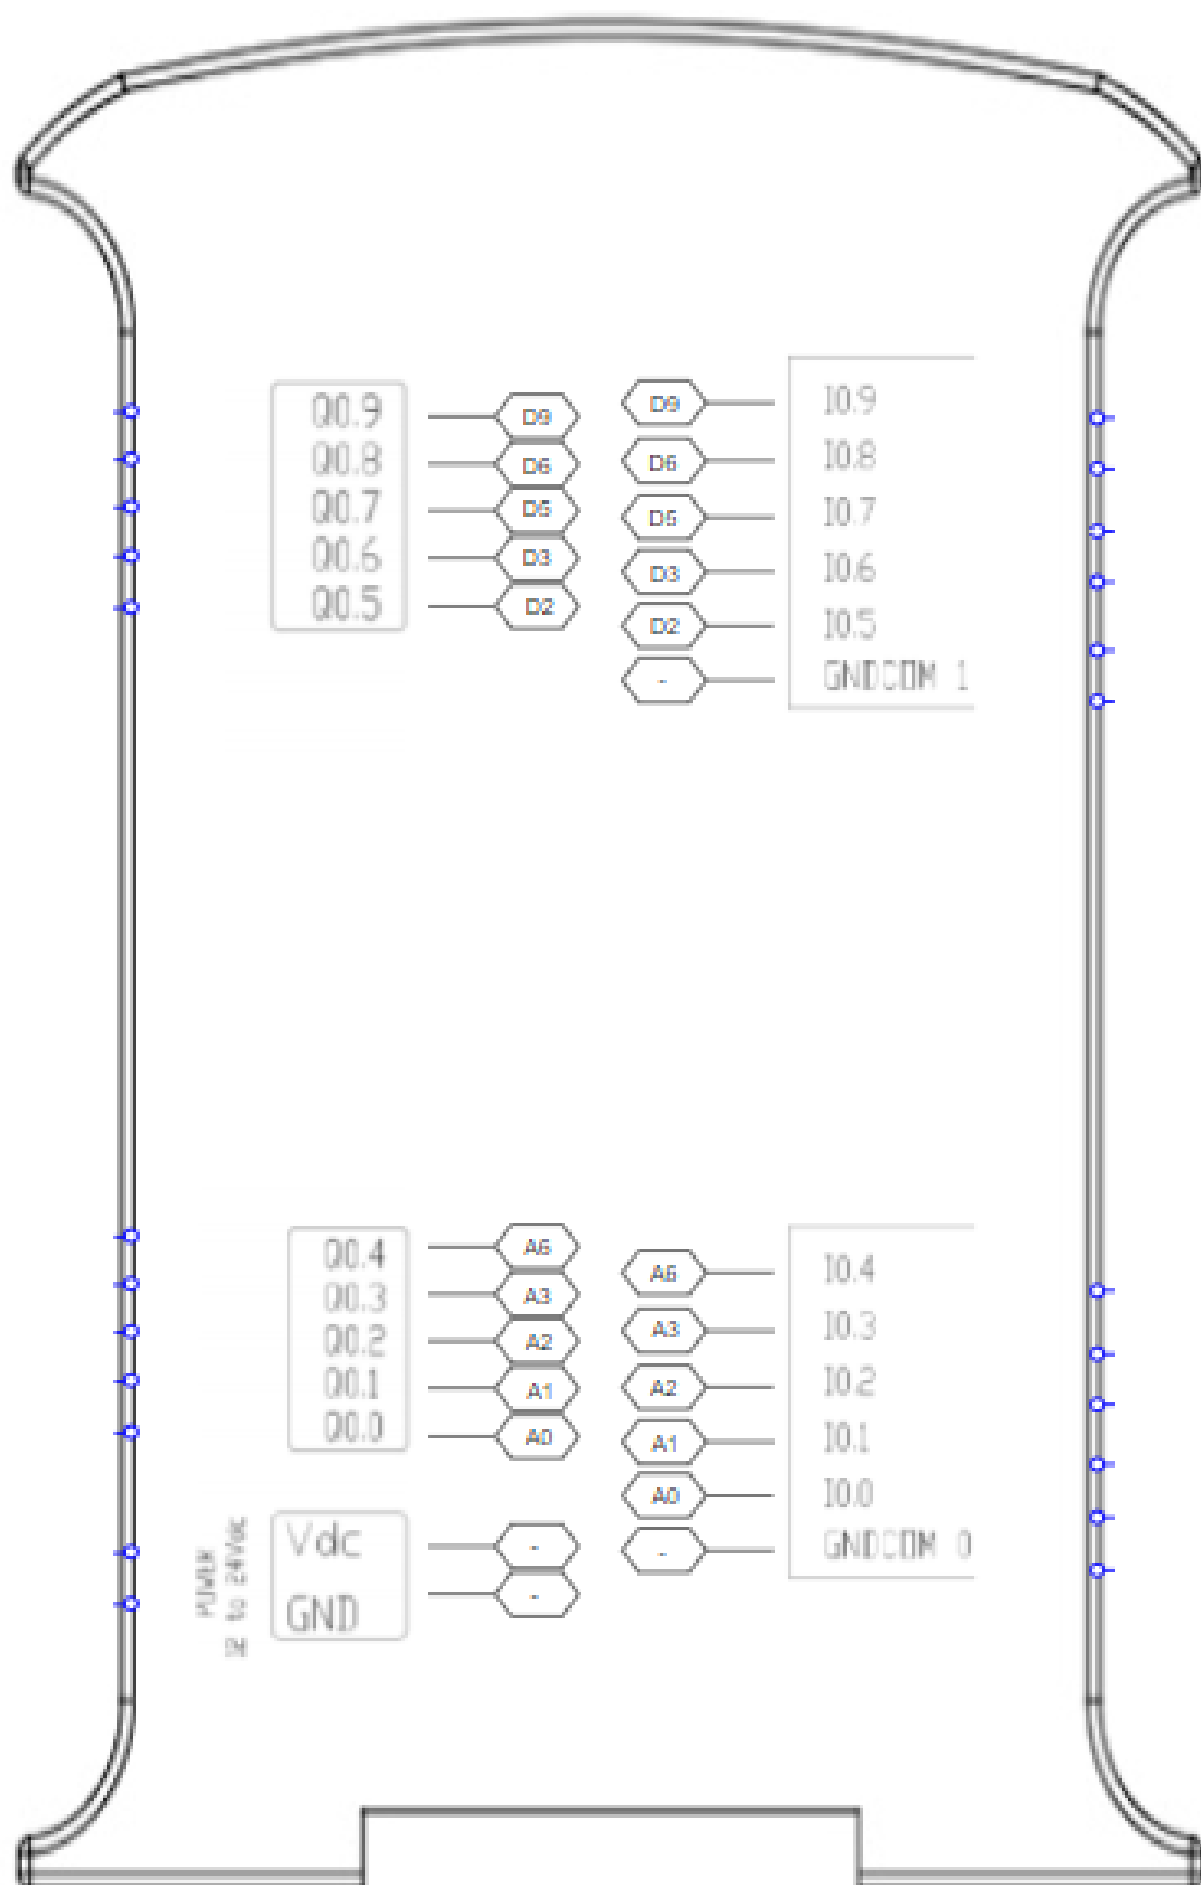 Q0.9 D9
Q0.8 D6
Q0.7 D5
Q0.6 D3
Q0.5 D2
D9 I0.9
D6 I0.8
D5 I0.7
D3 I0.6
D2 I0.5
- GNDCOM 1
Q0.4 A6
Q0.3 A3
Q0.2 A2
Q0.1 A1
Q0.0 A0
A6 I0.4
A3 I0.3
A2 I0.2
A1 I0.1
A0 I0.0
- GNDCOM 0
POWER
12 to 24Vdc
Vdc -
GND -